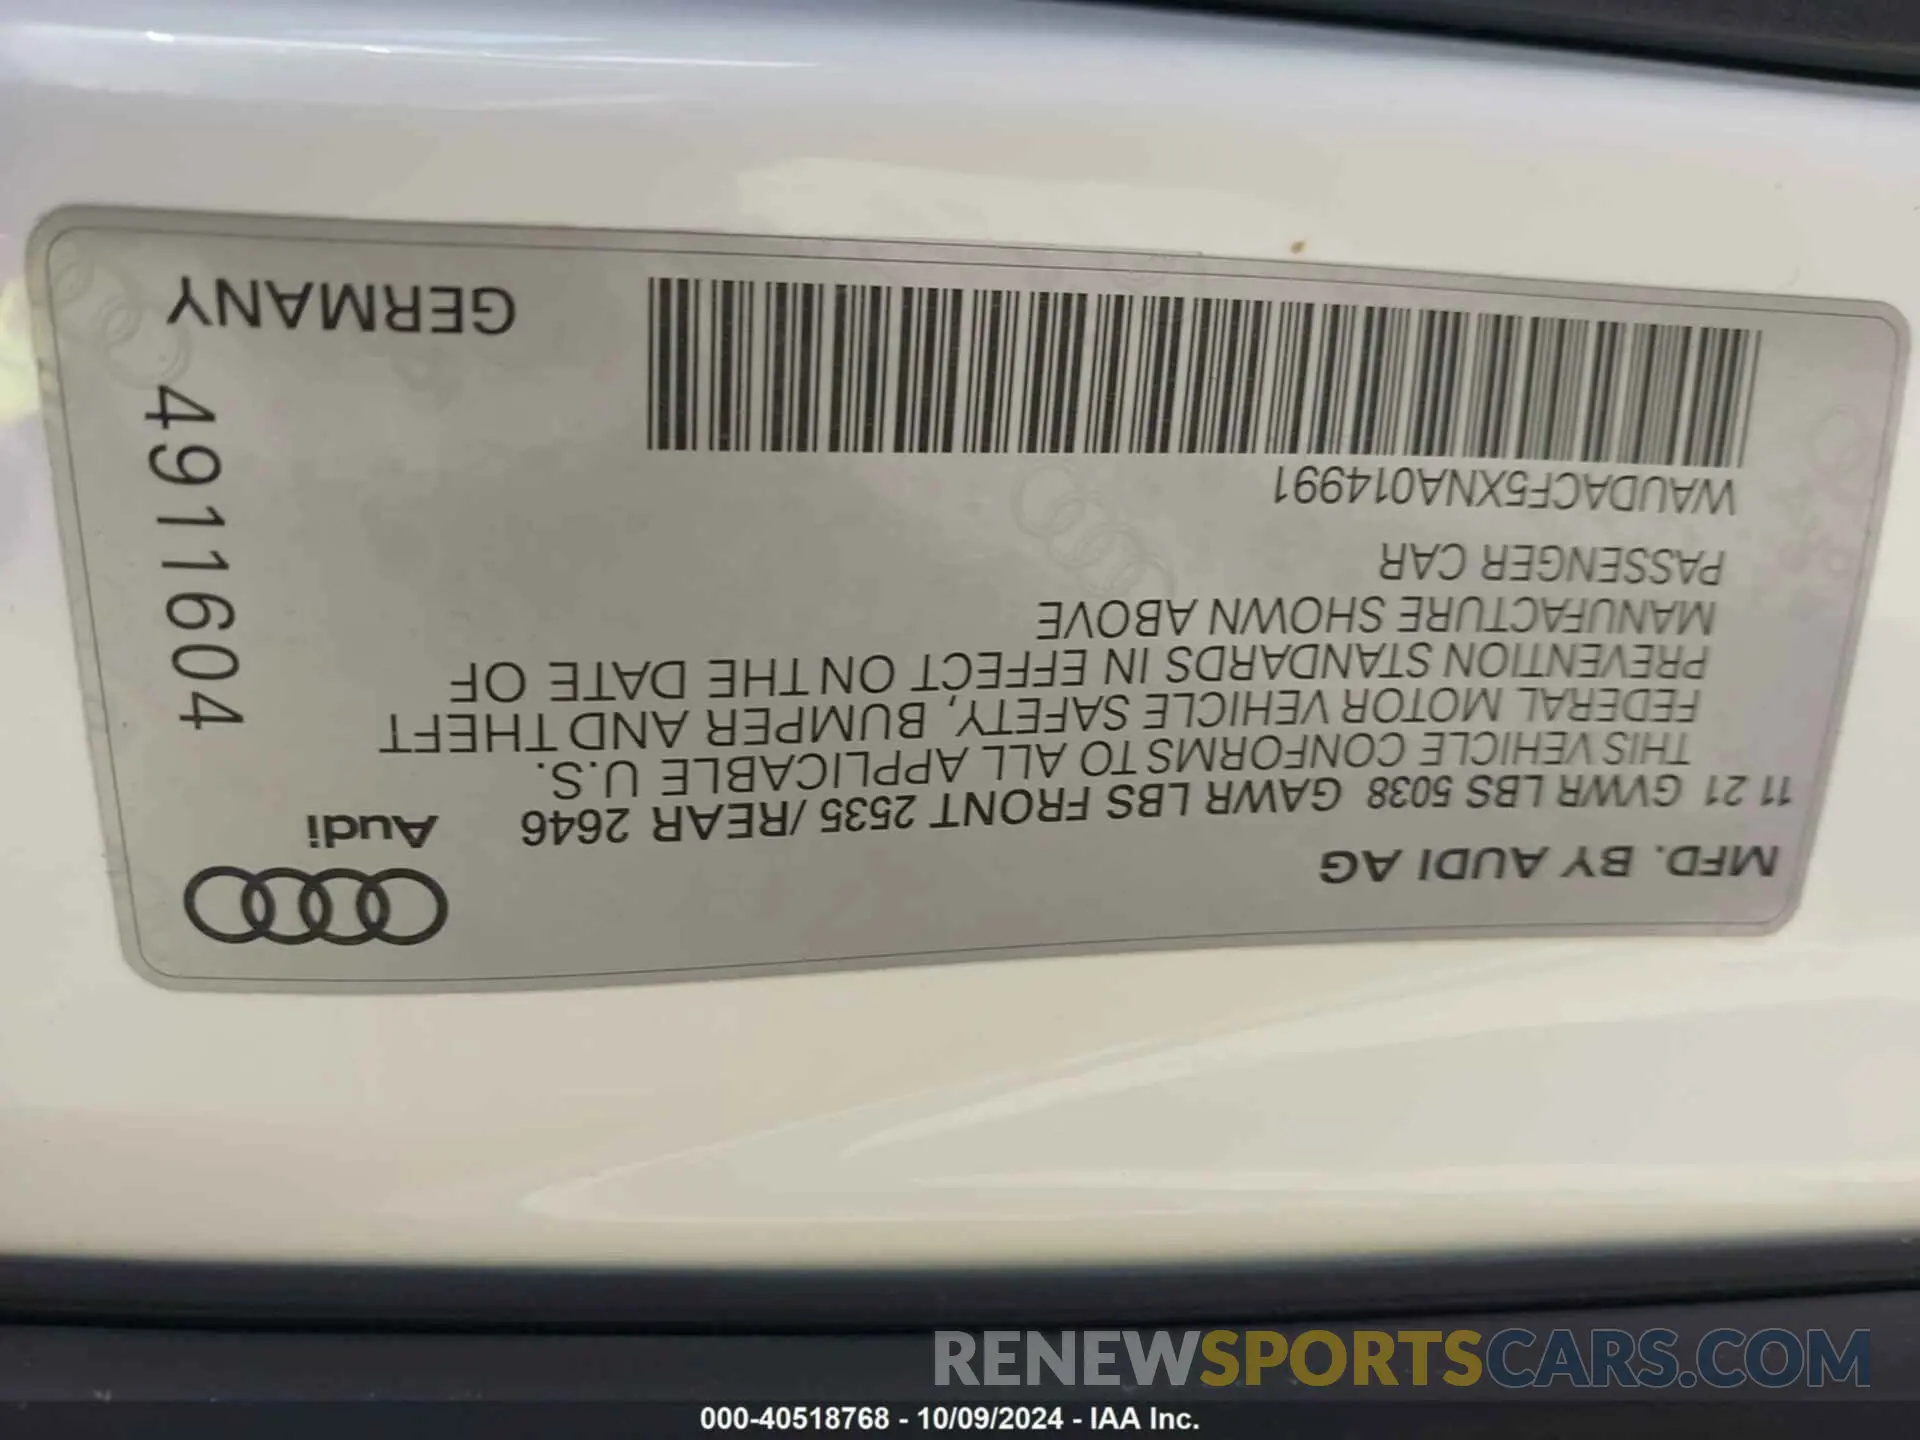 MFD. BY AUDI AG
11 21 GVWR LBS 5038 GAWR LBS FRONT 2535 /REAR 2646
Audi
THIS VEHICLE CONFORMS TO ALL APPLICABLE U.S.
FEDERAL MOTOR VEHICLE SAFETY, BUMPER AND THEFT
PREVENTION STANDARDS IN EFFECT ON THE DATE OF
MANUFACTURE SHOWN ABOVE
PASSENGER CAR
WAUDACF5XNA014991
GERMANY
4911604
RENEWSPORTSCARS.COM
000-40518768 - 10/09/2024 - IAA Inc.